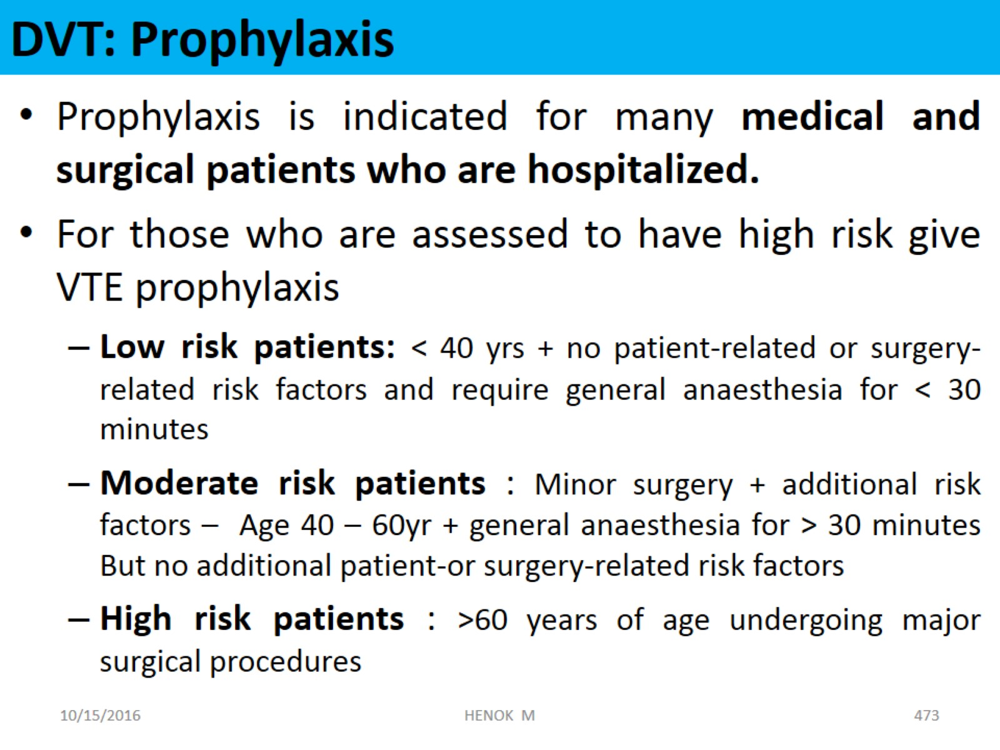 DVT: Prophylaxis
• Prophylaxis is indicated for many medical and
surgical patients who are hospitalized.
• For those who are assessed to have high risk give
VTE prophylaxis
– Low risk patients: < 40 yrs + no patient-related or surgery-
related risk factors and require general anaesthesia for < 30
minutes
– Moderate risk patients : Minor surgery + additional risk
factors – Age 40 – 60yr + general anaesthesia for > 30 minutes
But no additional patient-or surgery-related risk factors
– High risk patients : >60 years of age undergoing major
surgical procedures
10/15/2016 HENOK M 473